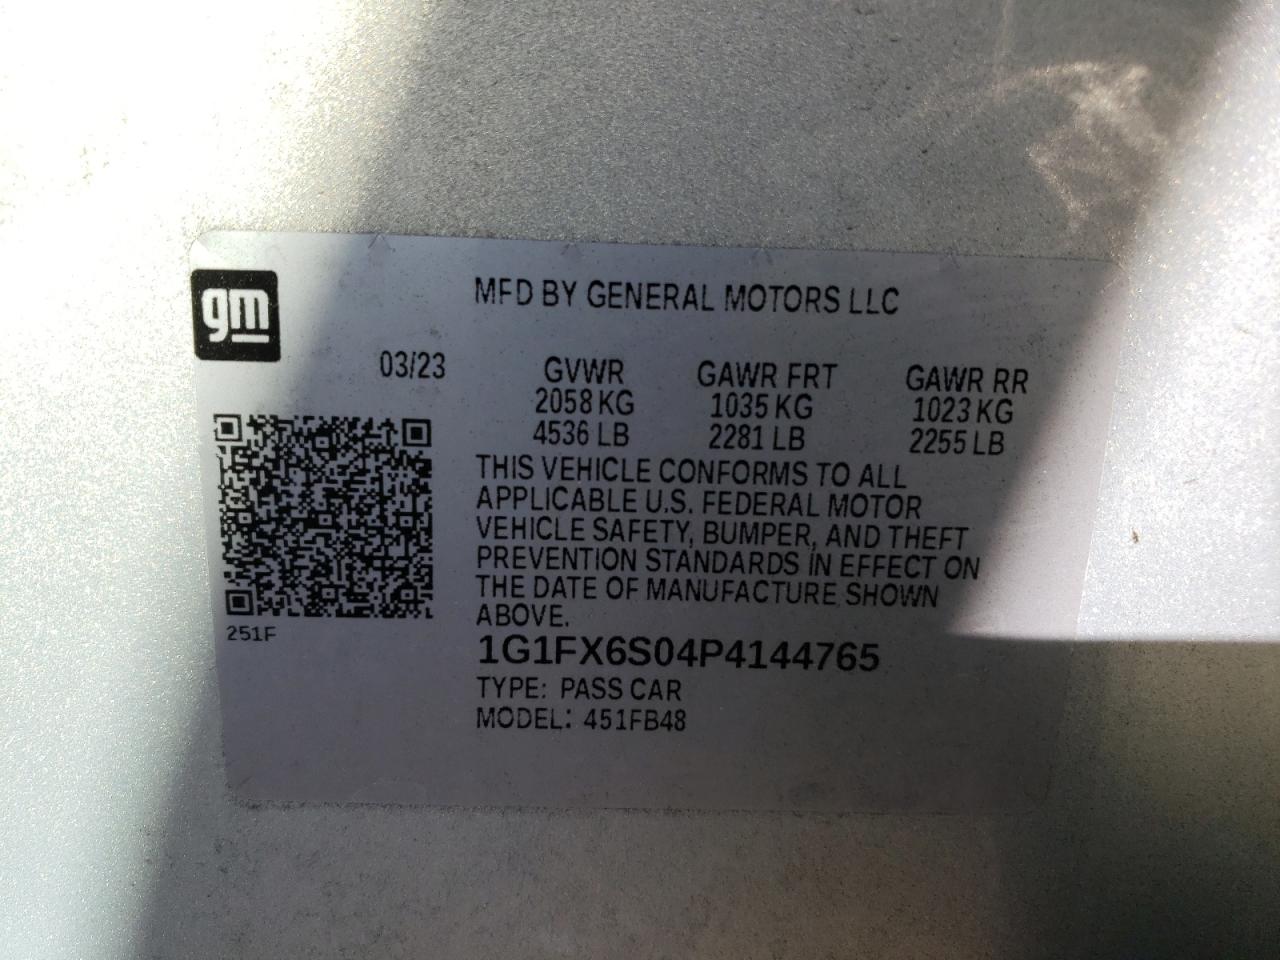 gm
MFD BY GENERAL MOTORS LLC
03/23 GVWR GAWR FRT GAWR RR
2058 KG 1035 KG 1023 KG
4536 LB 2281 LB 2255 LB
THIS VEHICLE CONFORMS TO ALL
APPLICABLE U.S. FEDERAL MOTOR
VEHICLE SAFETY, BUMPER, AND THEFT
PREVENTION STANDARDS IN EFFECT ON
THE DATE OF MANUFACTURE SHOWN
ABOVE.
251F
1G1FX6S04P4144765
TYPE: PASS CAR
MODEL: 451FB48